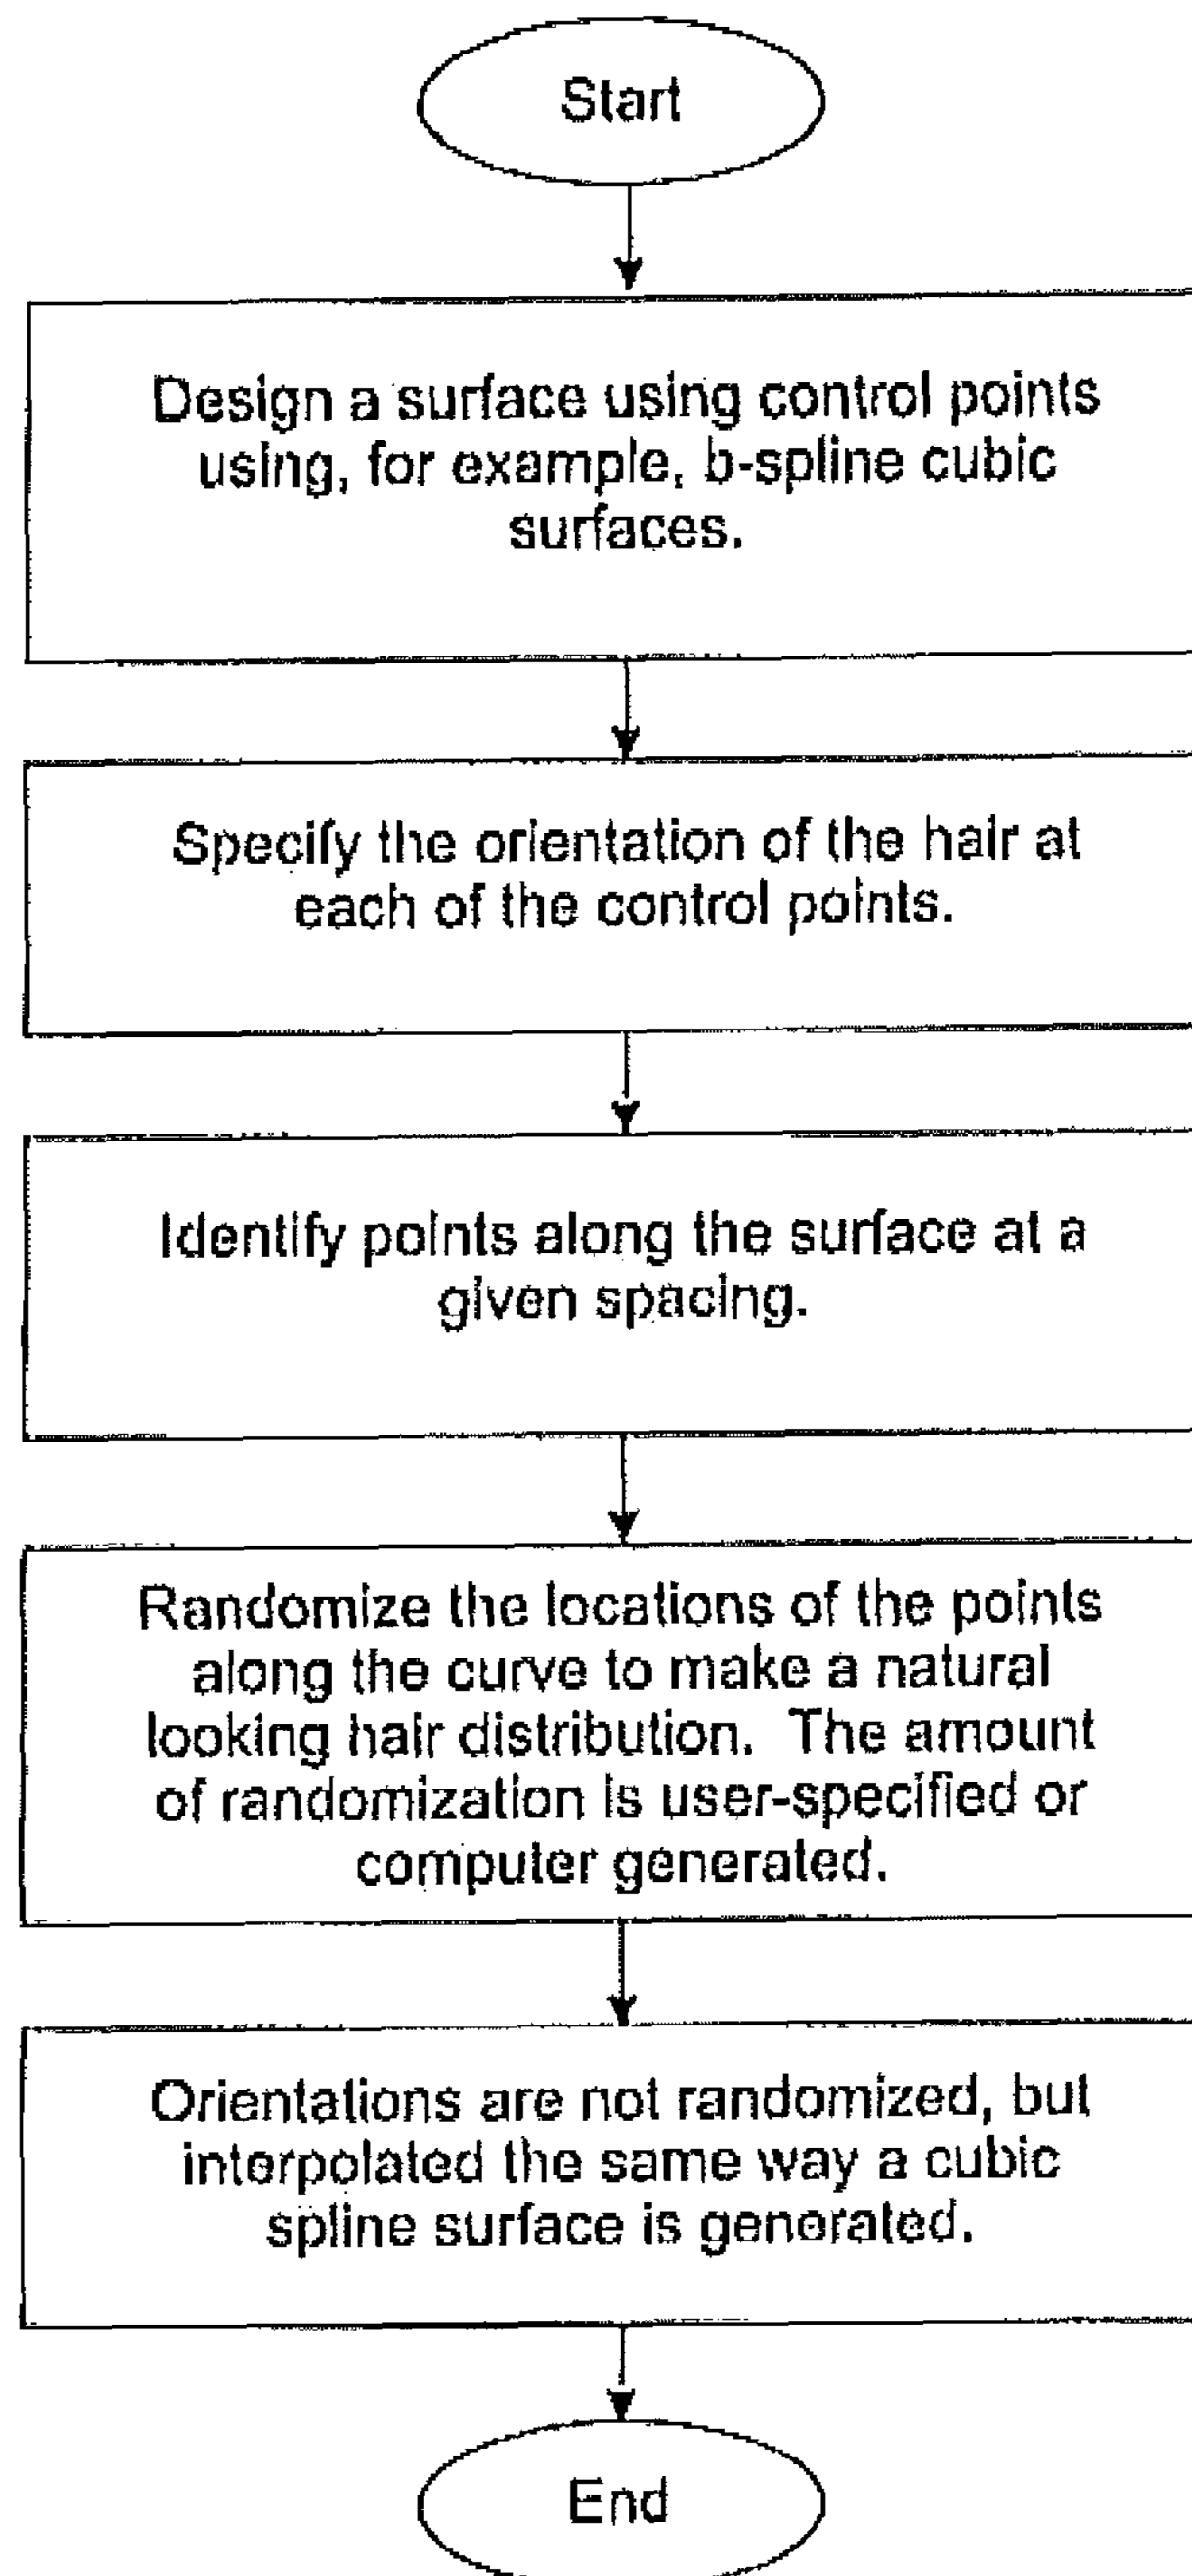 Start
Design a surface using control points
using, for example, b-spline cubic
surfaces.
Specify the orientation of the hair at
each of the control points.
Identify points along the surface at a
given spacing.
Randomize the locations of the points
along the curve to make a natural
looking hair distribution.  The amount
of randomization is user-specified or
computer generated.
Orientations are not randomized, but
interpolated the same way a cubic
spline surface is generated.
End